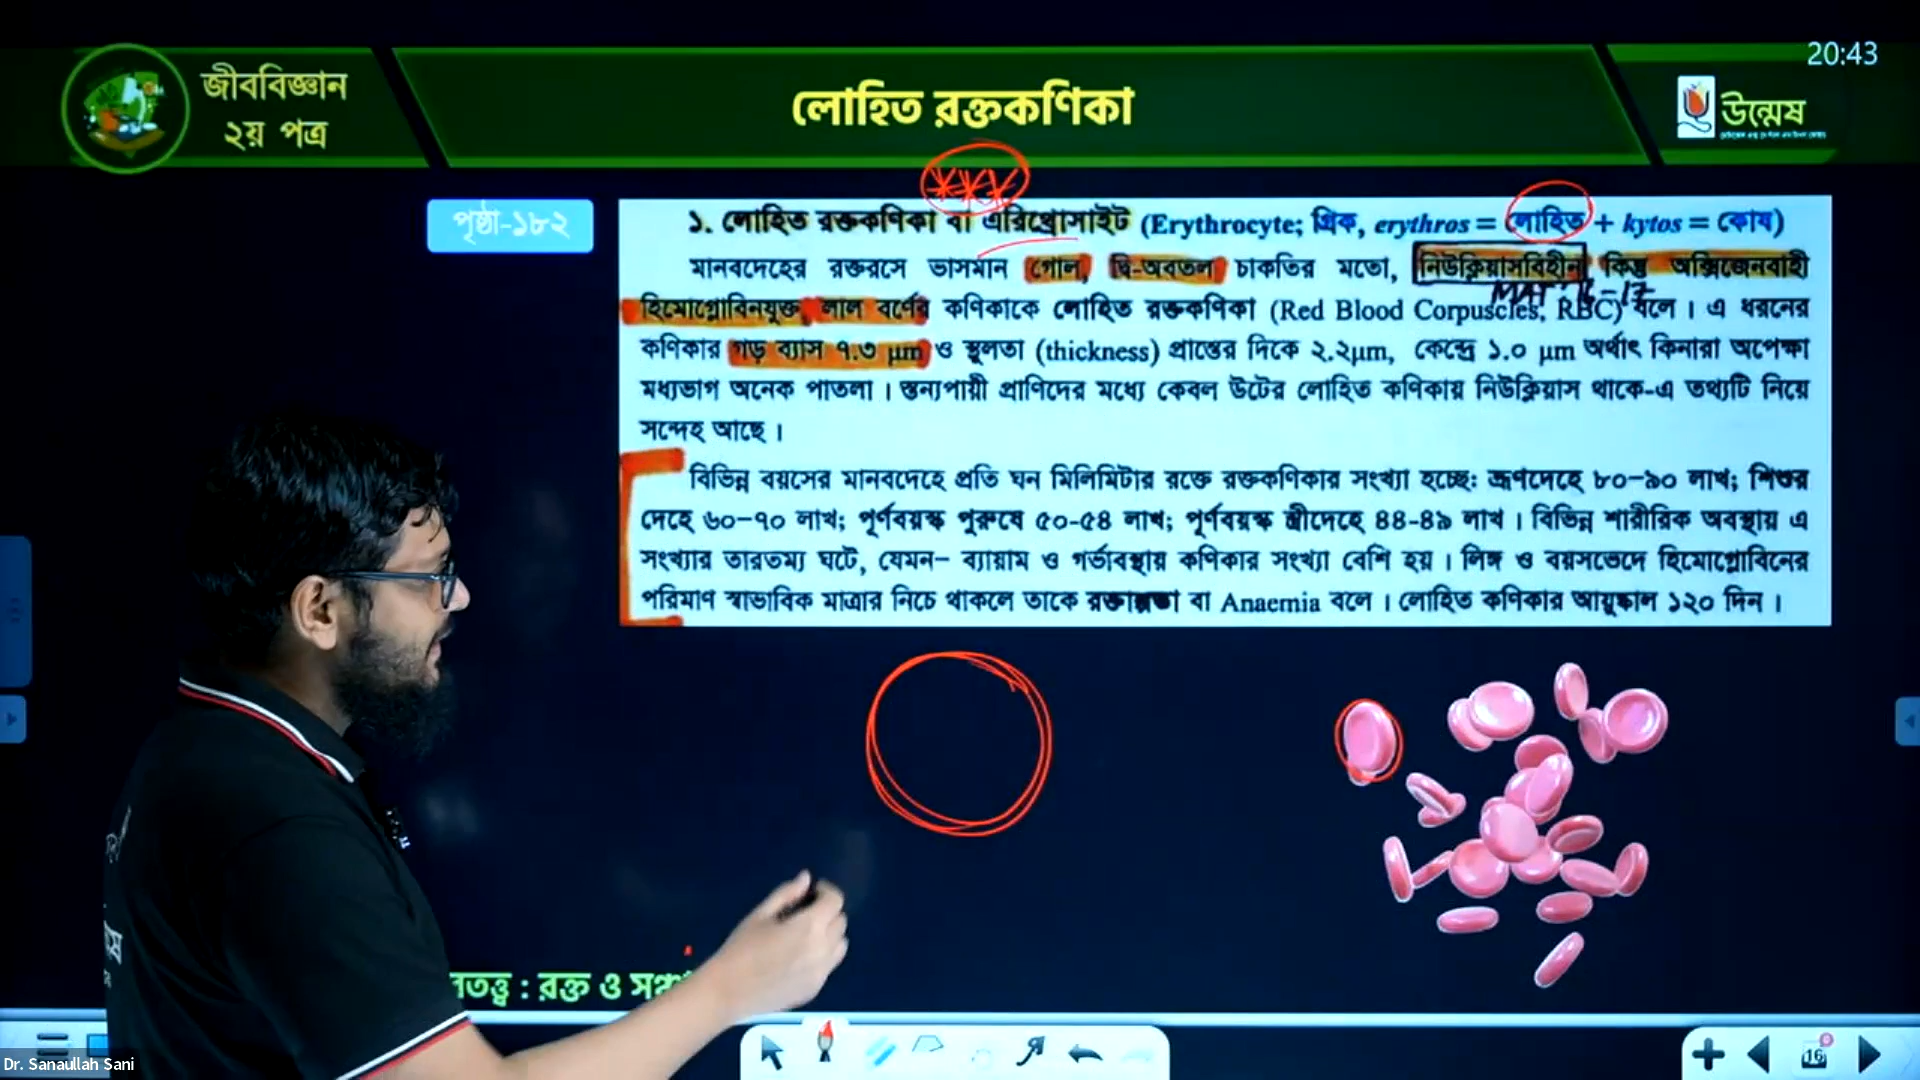 20:43
জীববিজ্ঞান
২য় পত্র
লোহিত রক্তকণিকা
উন্মেষ
পৃষ্ঠা-১৮২
১. লোহিত রক্তকণিকা বা এরিথ্রোসাইট (Erythrocyte; গ্রিক, erythros = লোহিত + kytos = কোষ)
মানবদেহের রক্তরসে ভাসমান গোল, দ্বি-অবতল চাকতির মতো, নিউক্লিয়াসবিহীন কিন্তু অক্সিজেনবাহী
MAT : 16-17
হিমোগ্লোবিনযুক্ত লাল বর্ণের কণিকাকে লোহিত রক্তকণিকা (Red Blood Corpuscles, RBC) বলে । এ ধরনের
কণিকার গড় ব্যাস ৭.৩ µm ও স্থূলতা (thickness) প্রান্তের দিকে ২.২µm, কেন্দ্রে ১.০ µm অর্থাৎ কিনারা অপেক্ষা
মধ্যভাগ অনেক পাতলা । স্তন্যপায়ী প্রাণিদের মধ্যে কেবল উটের লোহিত কণিকায় নিউক্লিয়াস থাকে-এ তথ্যটি নিয়ে
সন্দেহ আছে ।
বিভিন্ন বয়সের মানবদেহে প্রতি ঘন মিলিমিটার রক্তে রক্তকণিকার সংখ্যা হচ্ছে: ভ্রূণদেহে ৮০–৯০ লাখ; শিশুর
দেহে ৬০–৭০ লাখ; পূর্ণবয়স্ক পুরুষে ৫০-৫৪ লাখ; পূর্ণবয়স্ক স্ত্রীদেহে ৪৪-৪৯ লাখ । বিভিন্ন শারীরিক অবস্থায় এ
সংখ্যার তারতম্য ঘটে, যেমন– ব্যায়াম ও গর্ভাবস্থায় কণিকার সংখ্যা বেশি হয় । লিঙ্গ ও বয়সভেদে হিমোগ্লোবিনের
পরিমাণ স্বাভাবিক মাত্রার নিচে থাকলে তাকে রক্তাল্পতা বা Anaemia বলে । লোহিত কণিকার আয়ুষ্কাল ১২০ দিন ।
রক্ত ও
16
Dr. Sanaullah Sani